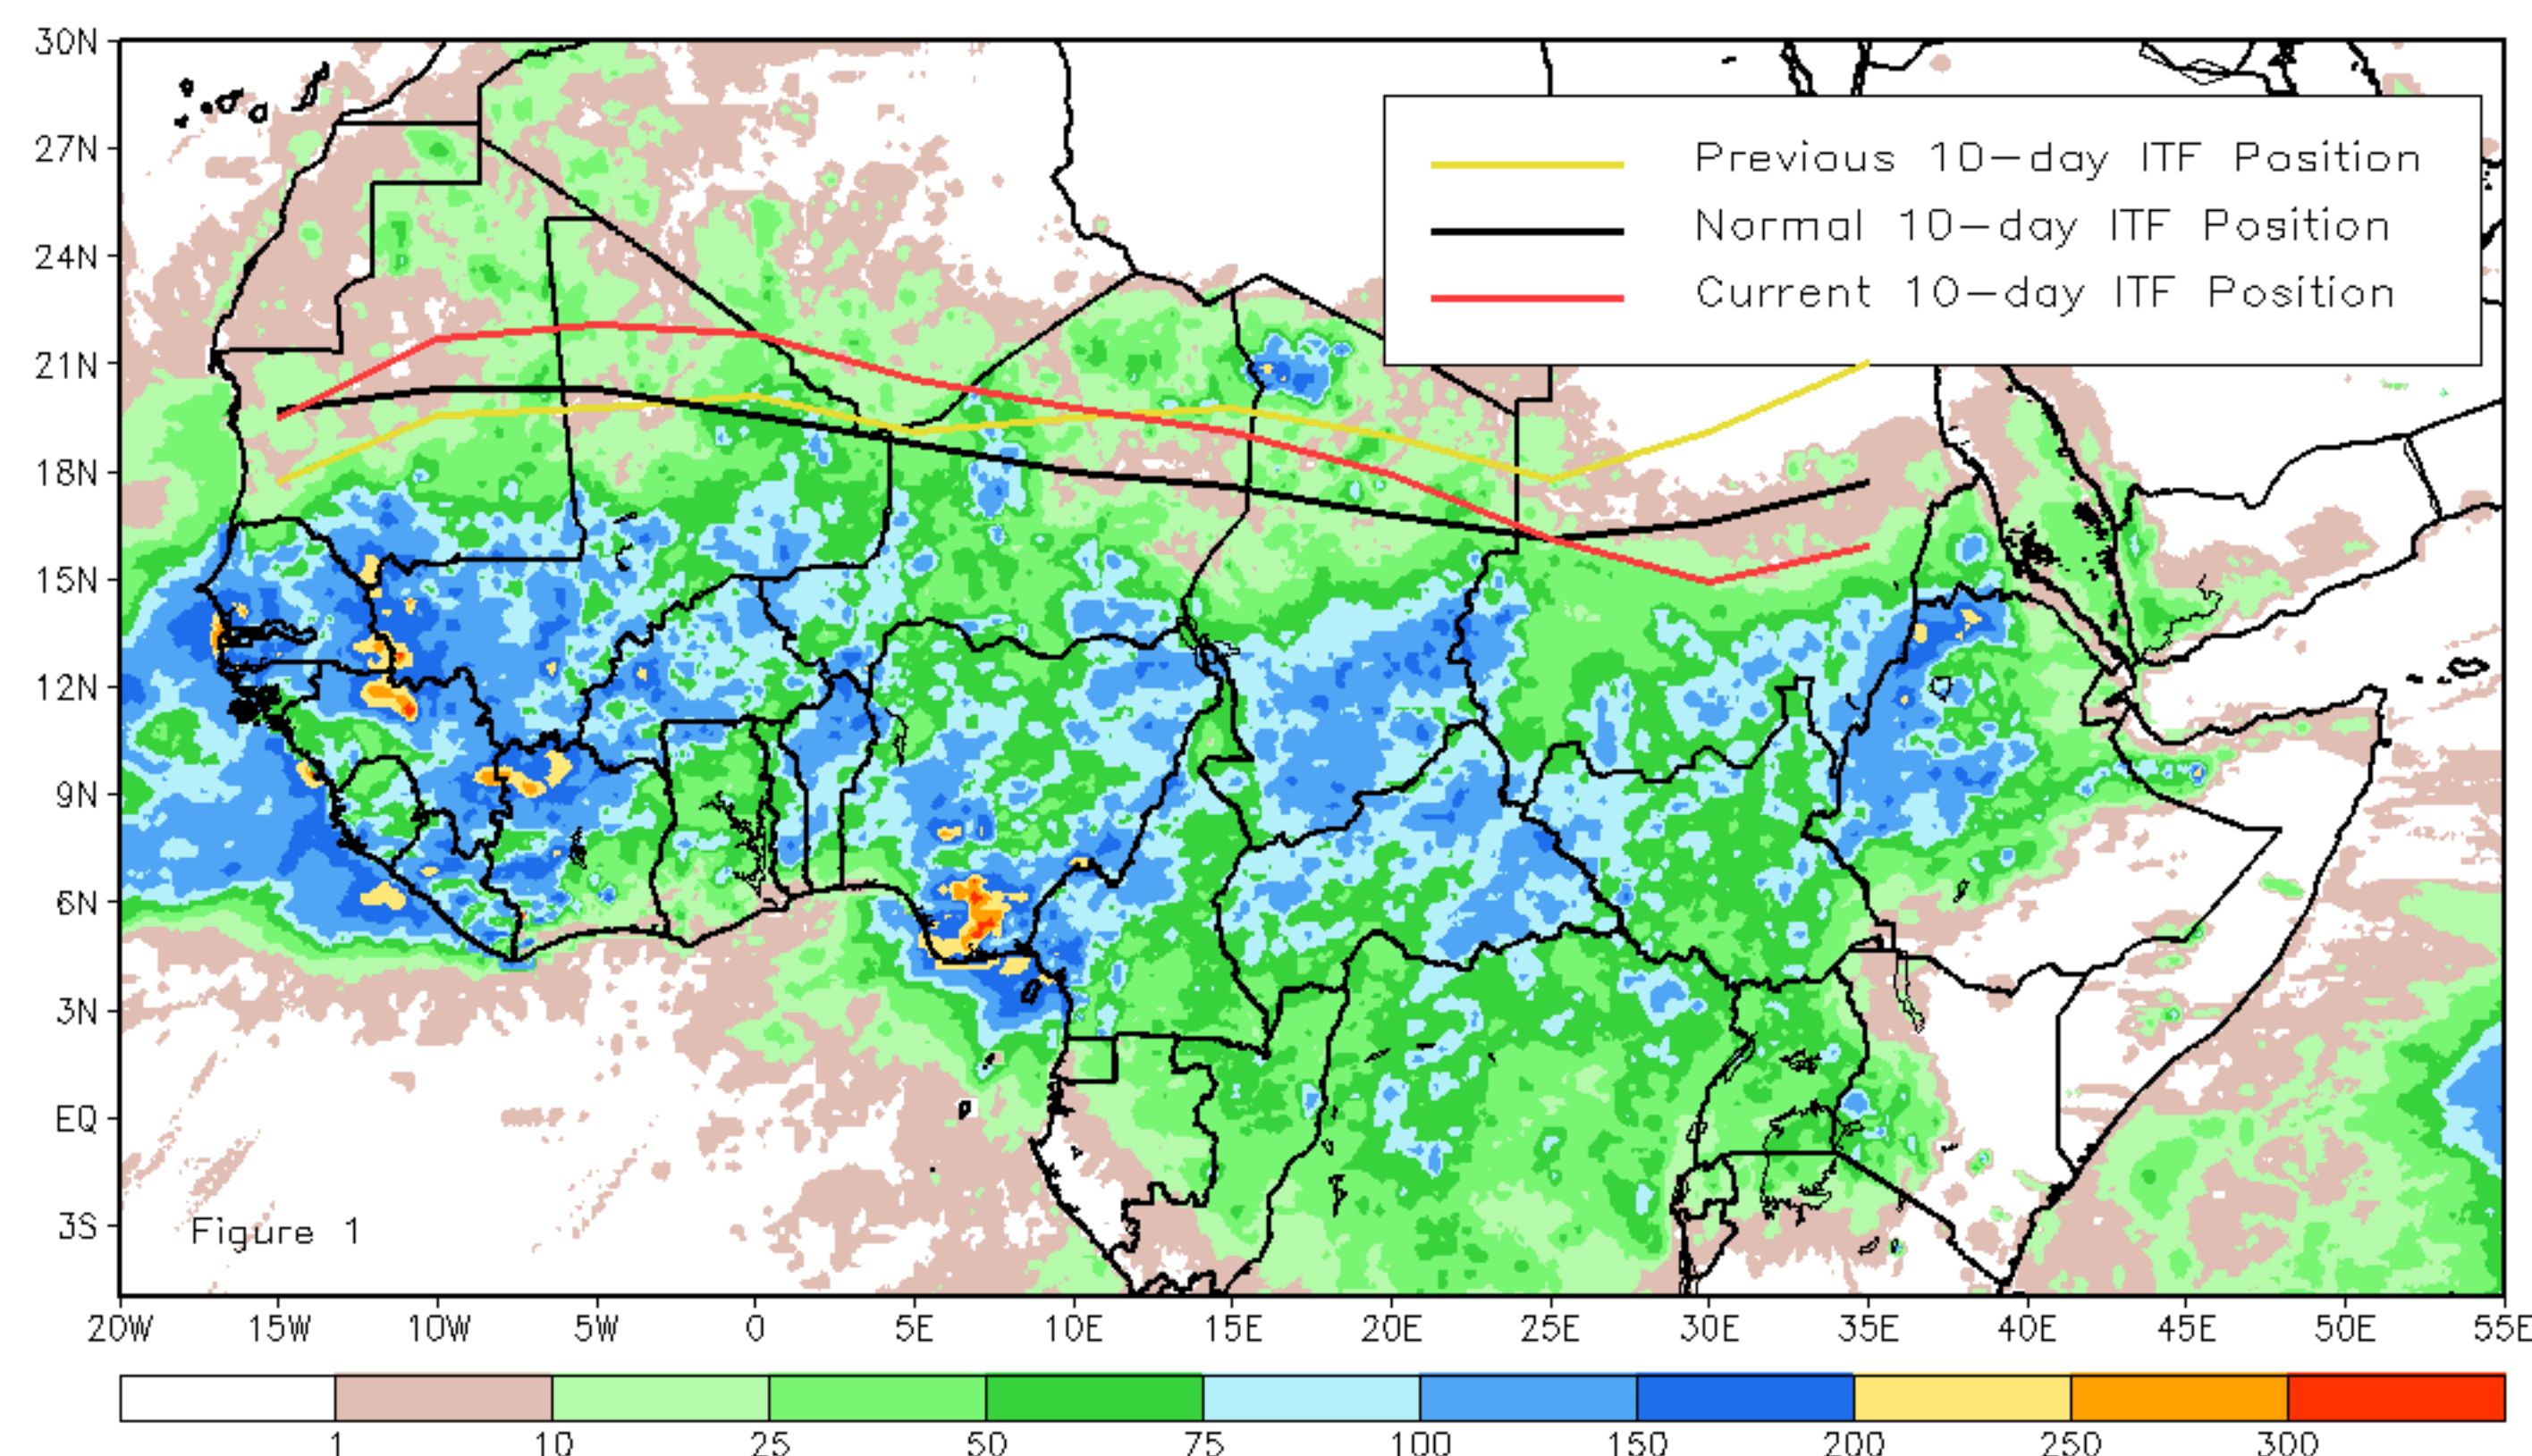 30N
27N
24N
21N
18N
15N
12N
9N
6N
3N
EQ
3S
Previous 10-day ITF Position
Normal 10-day ITF Position
Current 10-day ITF Position
Figure 1
20W 15W 10W 5W 0 5E 10E 15E 20E 25E 30E 35E 40E 45E 50E 55E
1 10 25 50 75 100 150 200 250 300